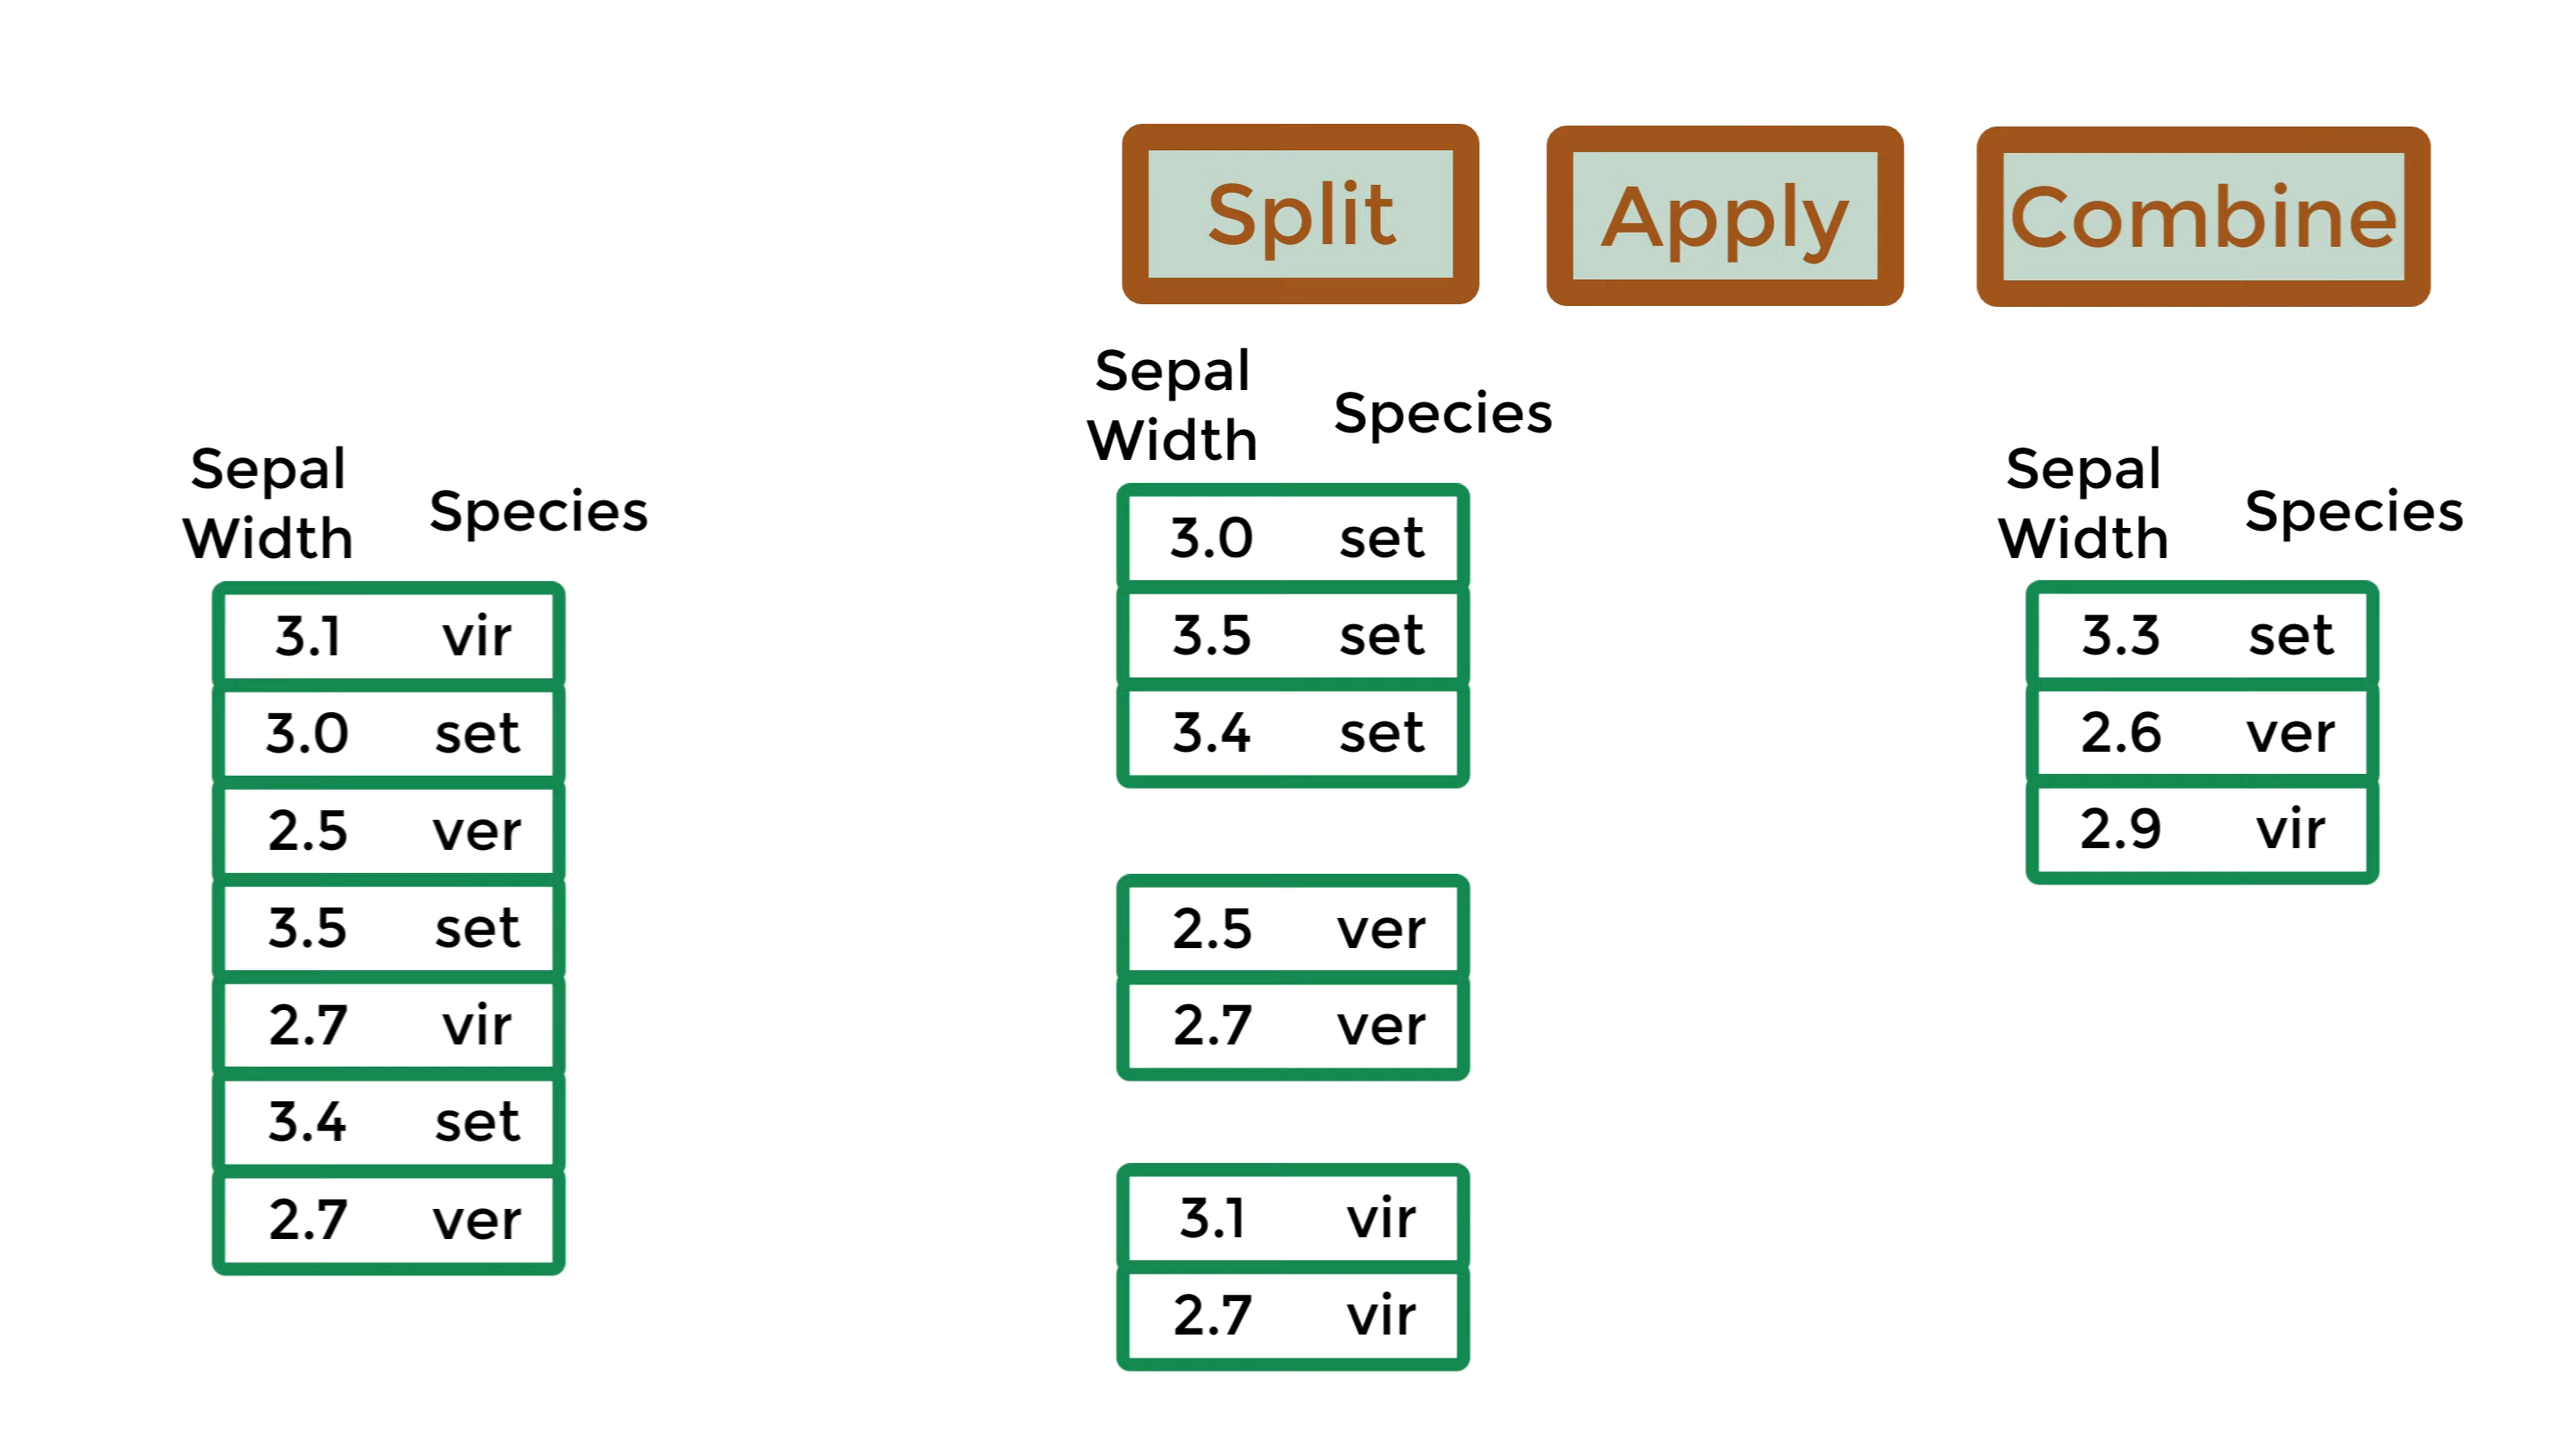 Split Apply Combine
Sepal
Width Species
3.1 vir
3.0 set
2.5 ver
3.5 set
2.7 vir
3.4 set
2.7 ver
Sepal
Width Species
3.0 set
3.5 set
3.4 set
2.5 ver
2.7 ver
3.1 vir
2.7 vir
Sepal
Width Species
3.3 set
2.6 ver
2.9 vir